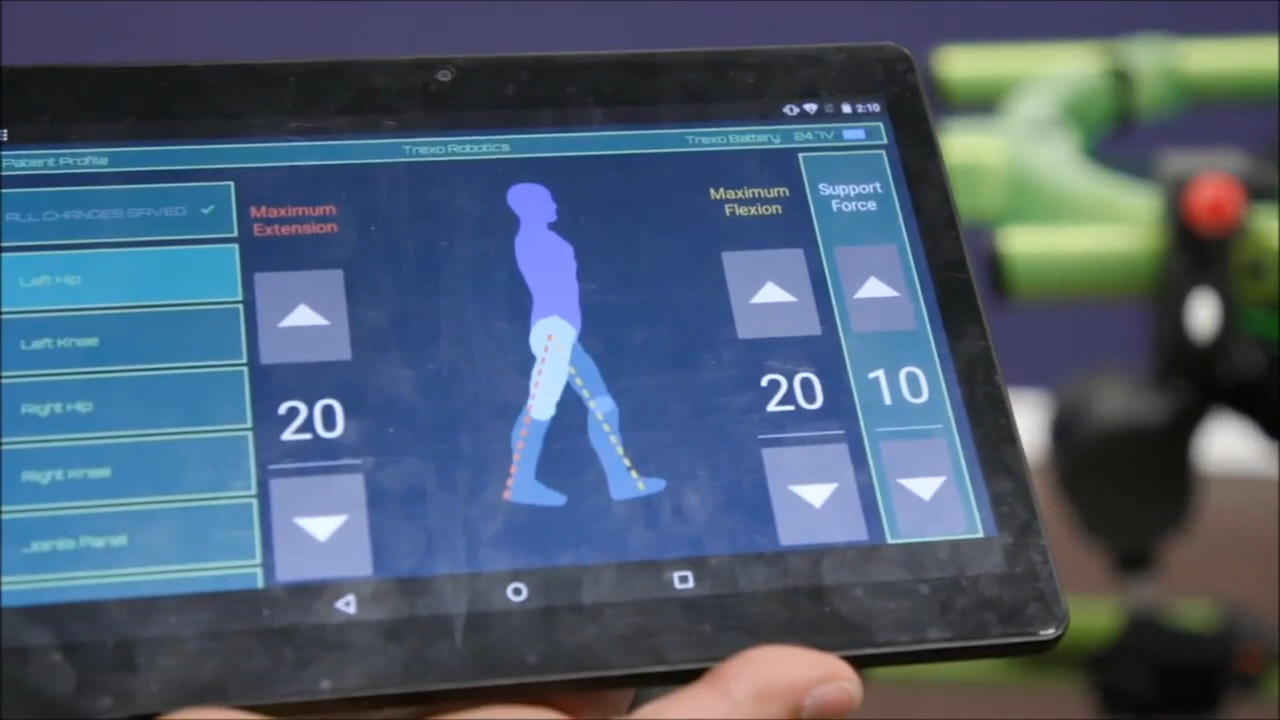 2:10
Patient Profile
Trexo Robotics
Trexo Battery: 24.7V
ALL CHANGES SAVED
Left Hip
Left Knee
Right Hip
Right Knee
Joints Panel
Maximum
Extension
20
Maximum
Flexion
20
Support
Force
10